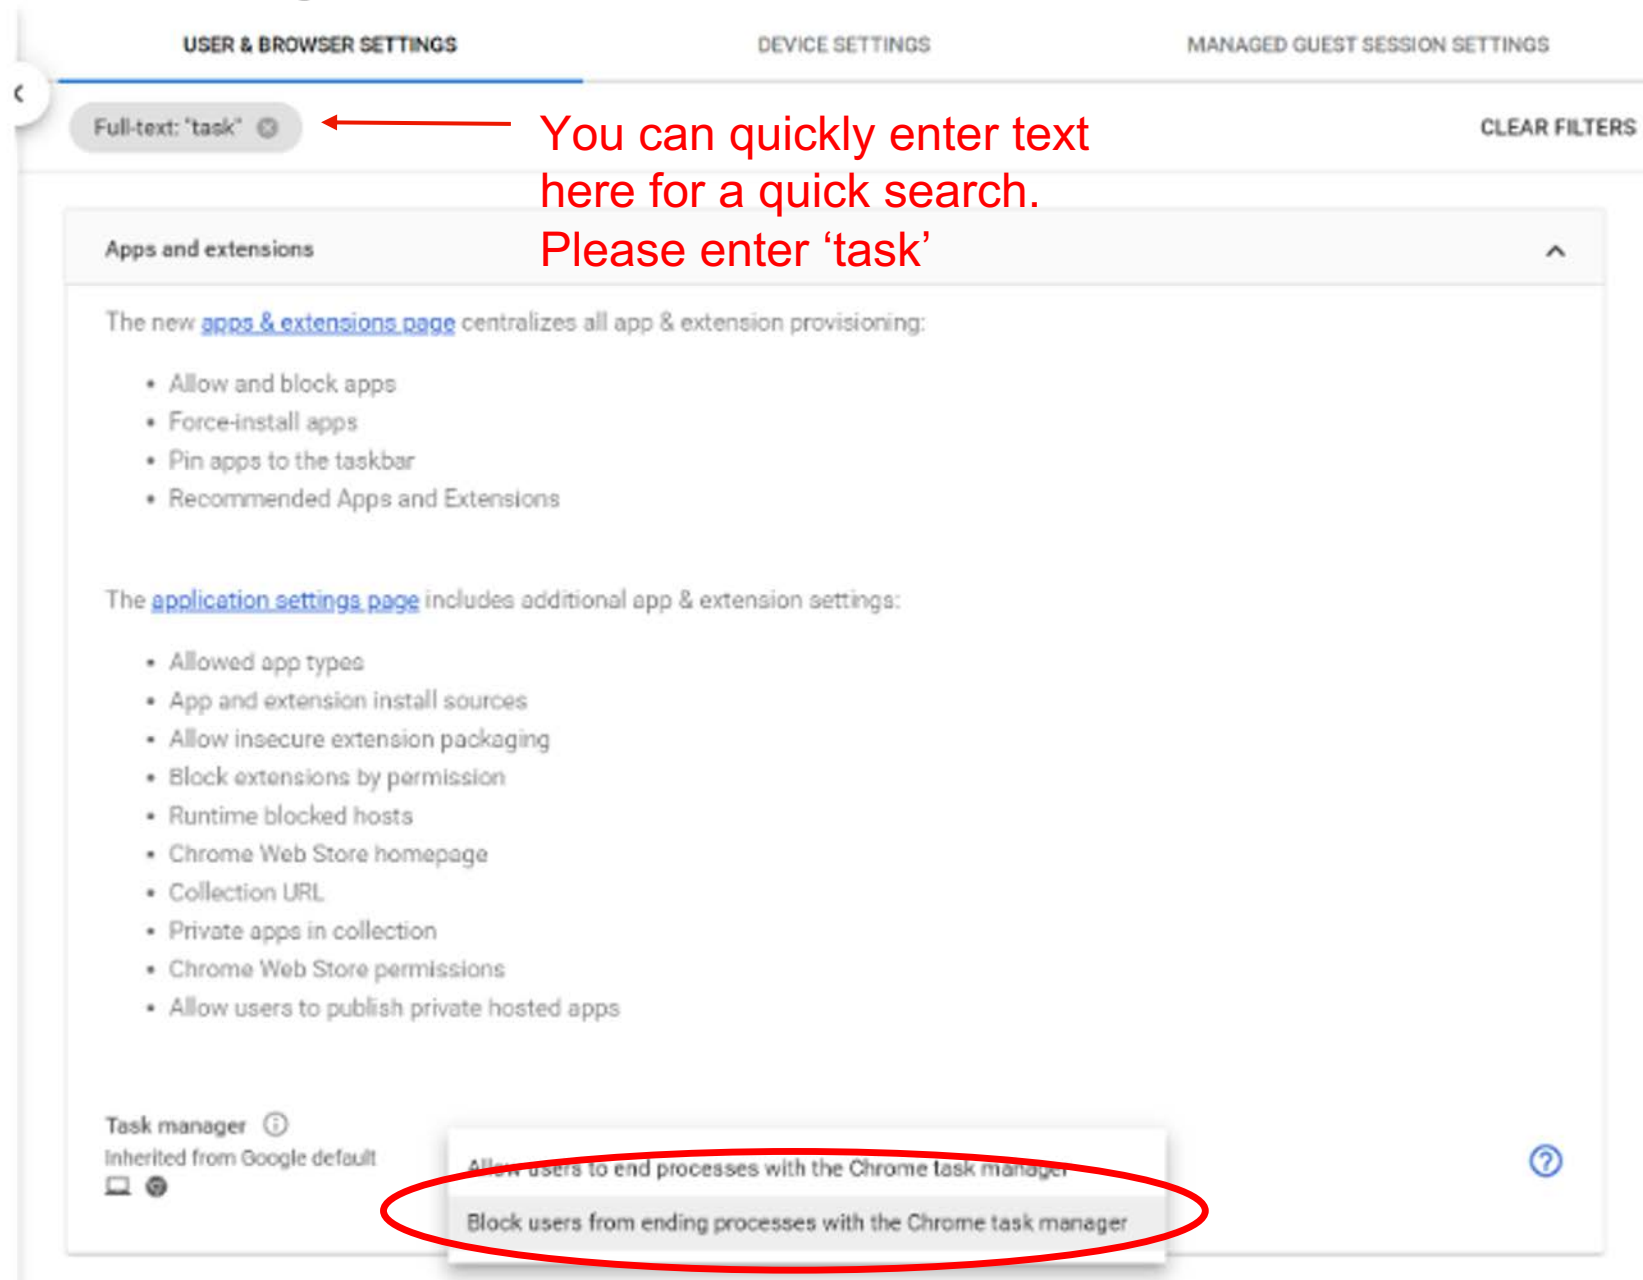 USER & BROWSER SETTINGS
DEVICE SETTINGS
MANAGED GUEST SESSION SETTINGS
Full-text: "task"
You can quickly enter text
here for a quick search.
Please enter ‘task’
CLEAR FILTERS
Apps and extensions
The new apps & extensions page centralizes all app & extension provisioning:
• Allow and block apps
• Force-install apps
• Pin apps to the taskbar
• Recommended Apps and Extensions
The application settings page includes additional app & extension settings:
• Allowed app types
• App and extension install sources
• Allow insecure extension packaging
• Block extensions by permission
• Runtime blocked hosts
• Chrome Web Store homepage
• Collection URL
• Private apps in collection
• Chrome Web Store permissions
• Allow users to publish private hosted apps
Task manager
Inherited from Google default
Allow users to end processes with the Chrome task manager
Block users from ending processes with the Chrome task manager